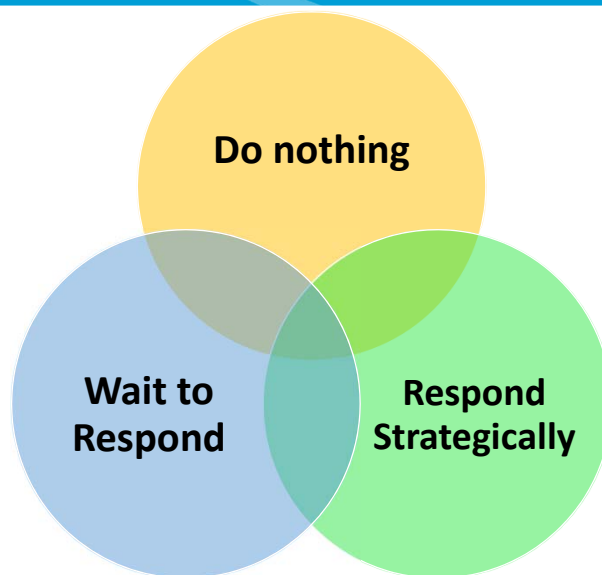 Do nothing
Wait to
Respond
Respond
Strategically